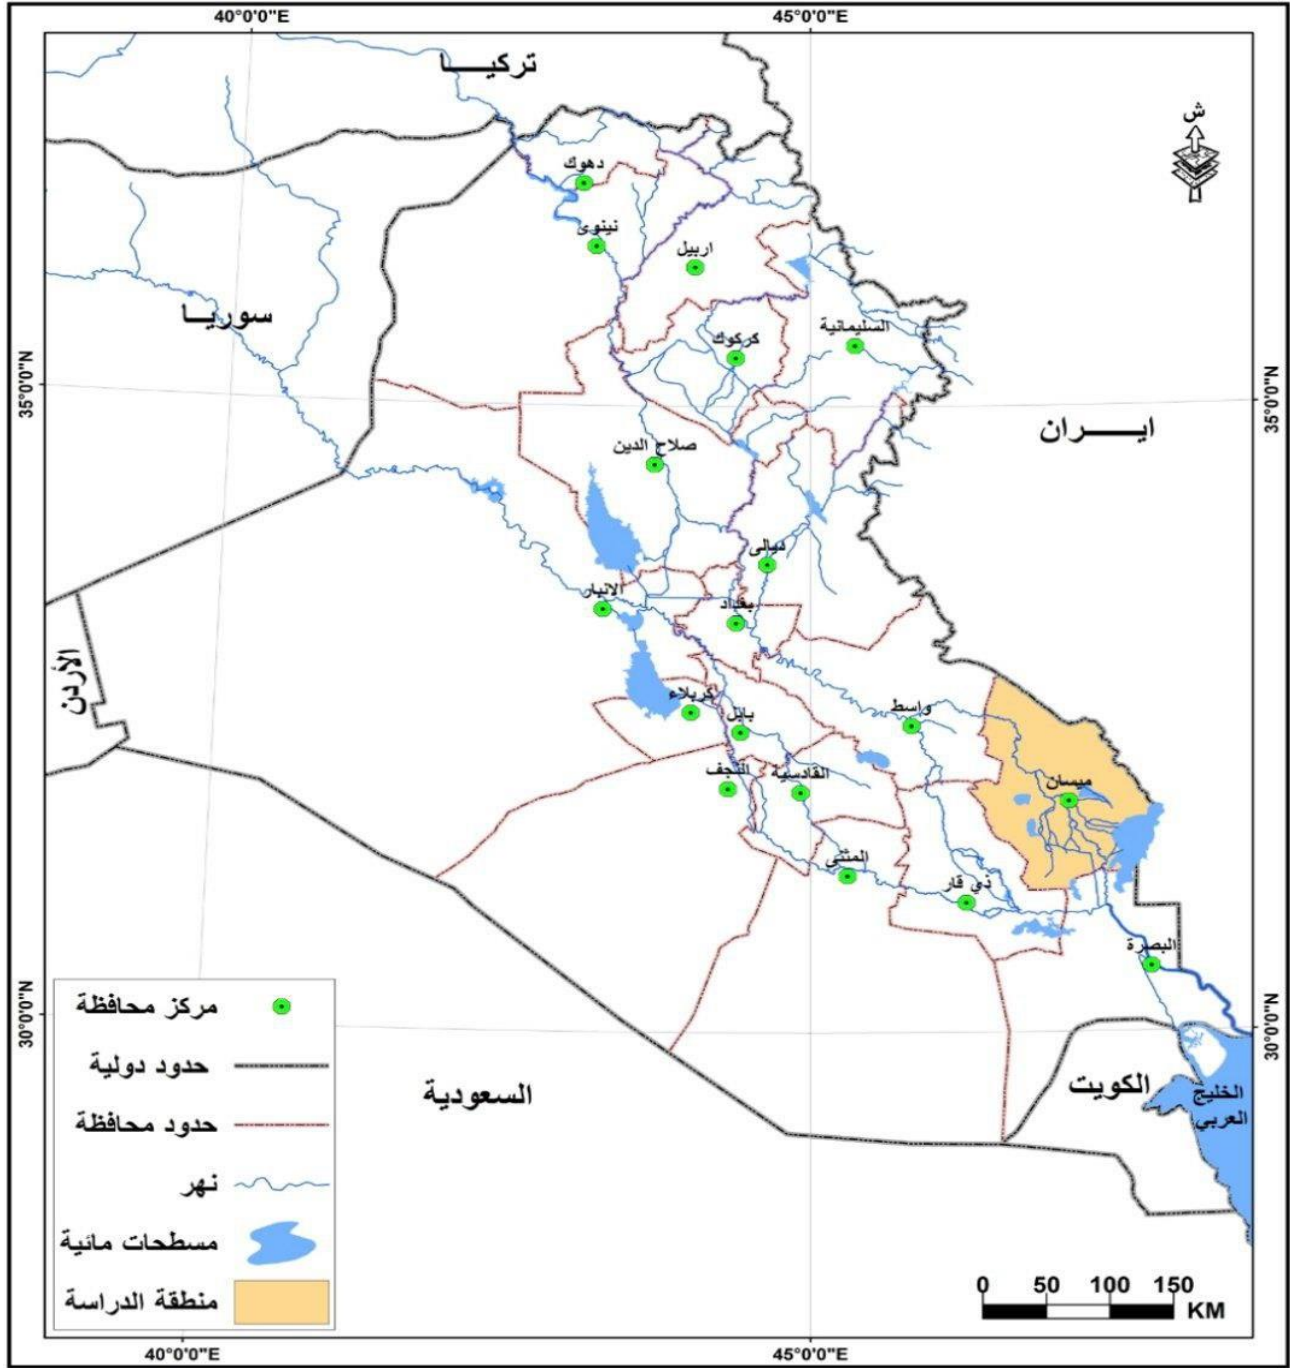 40°0'0"E
45°0'0"E
تركيـــــا
ش
دهوك
نينوى
اربيل
سوريـــا
السليمانية
كركوك
35°0'0"N
35°0'0"N
ايـــــران
صلاح الدين
ديالى
الانبار
بغداد
الأردن
كربلاء
بابل
واسط
النجف
القادسية
ميسان
المثنى
ذي قار
البصرة
مركز محافظة
30°0'0"N
30°0'0"N
حدود دولية
السعودية
الكويت
الخليج
العربي
حدود محافظة
نهر
مسطحات مائية
منطقة الدراسة
0 50 100 150
KM
40°0'0"E
45°0'0"E